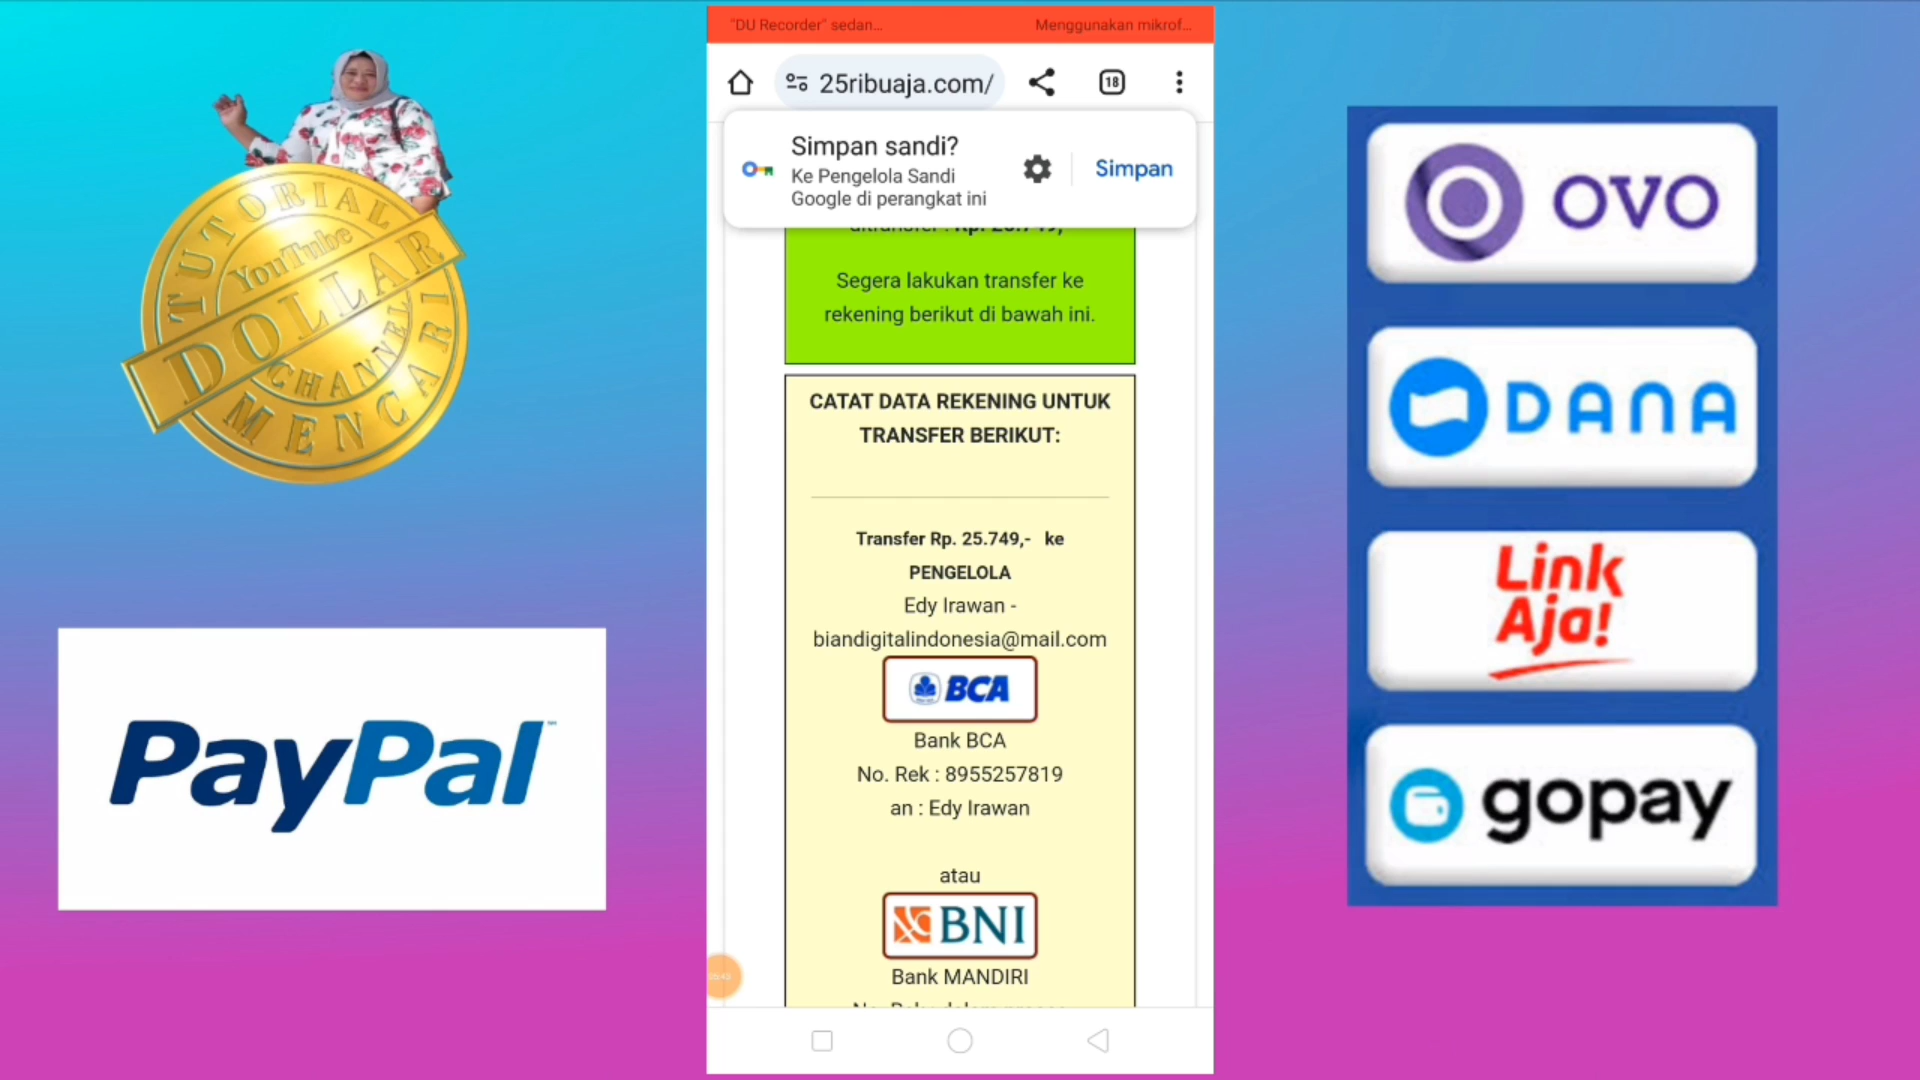 "DU Recorder" sedan...
Menggunakan mikrof...
25ribuaja.com/
18
Simpan sandi?
Ke Pengelola Sandi
Google di perangkat ini
Simpan
Segera lakukan transfer ke
rekening berikut di bawah ini.
CATAT DATA REKENING UNTUK
TRANSFER BERIKUT:
Transfer Rp. 25.749,- ke
PENGELOLA
Edy Irawan -
biandigitalindonesia@mail.com
BCA
Bank BCA
No. Rek : 8955257819
an : Edy Irawan
atau
BNI
Bank MANDIRI
TUTORIAL
YouTube
DOLLAR
CHANNEL
MENCARI
PayPal
OVO
DANA
Link
Aja!
gopay